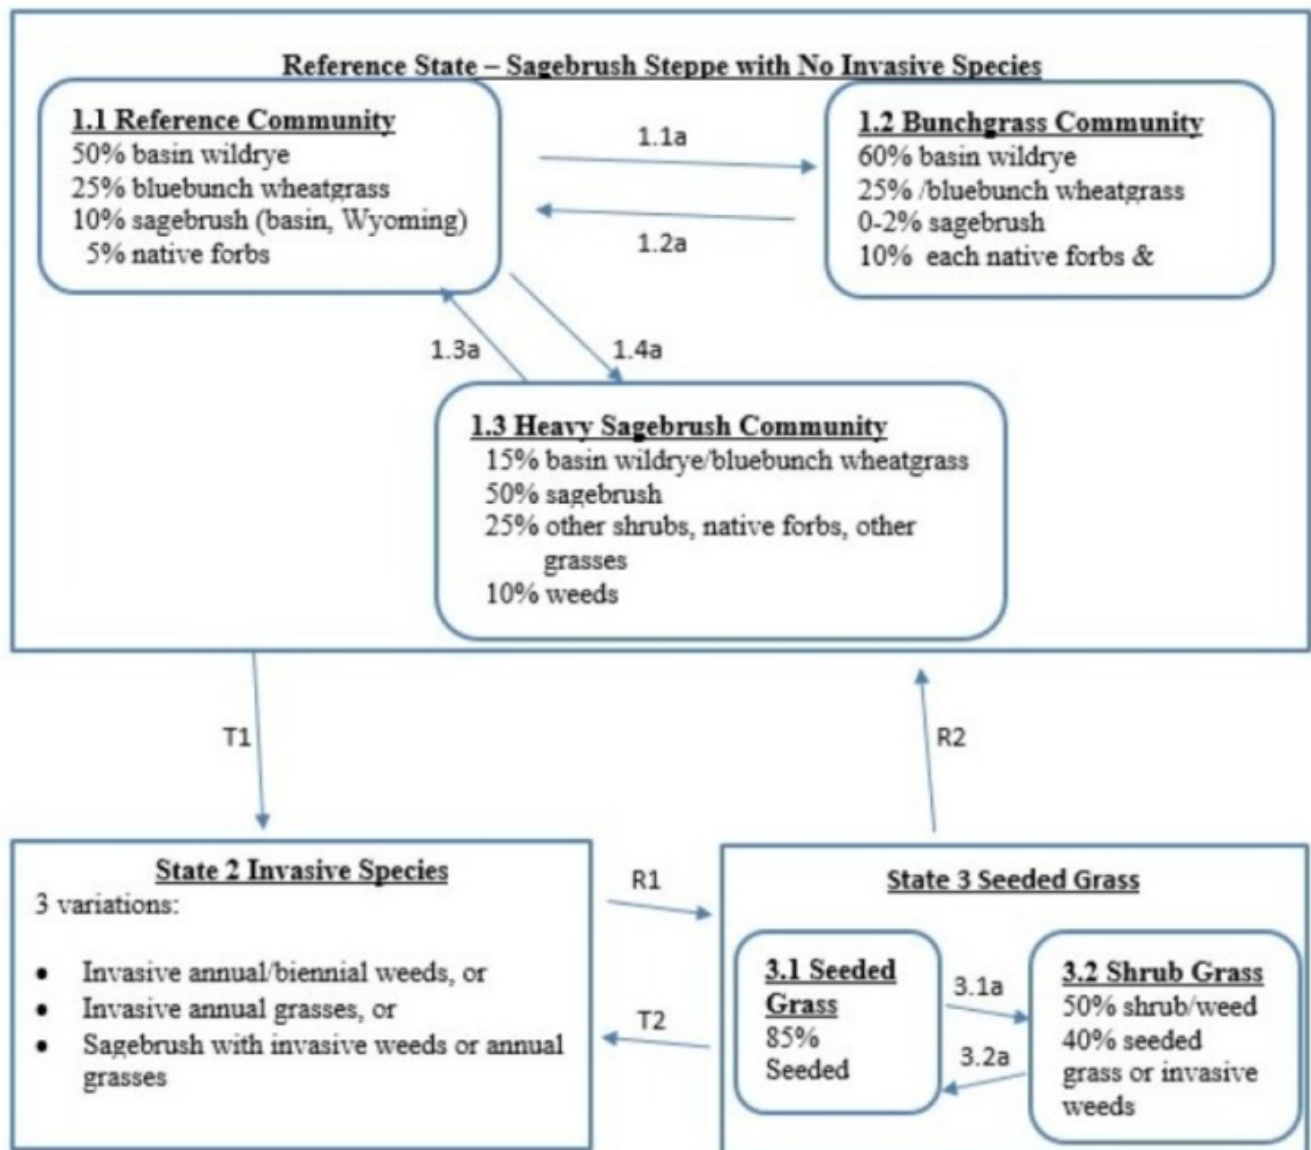 Reference State – Sagebrush Steppe with No Invasive Species
1.1 Reference Community
50% basin wildrye
25% bluebunch wheatgrass
10% sagebrush (basin, Wyoming)
5% native forbs
1.1a
1.2a
1.2 Bunchgrass Community
60% basin wildrye
25% /bluebunch wheatgrass
0-2% sagebrush
10% each native forbs &
1.3a
1.4a
1.3 Heavy Sagebrush Community
15% basin wildrye/bluebunch wheatgrass
50% sagebrush
25% other shrubs, native forbs, other
grasses
10% weeds
T1
R2
State 2 Invasive Species
3 variations:
• Invasive annual/biennial weeds, or
• Invasive annual grasses, or
• Sagebrush with invasive weeds or annual
grasses
R1
T2
State 3 Seeded Grass
3.1 Seeded
Grass
85%
Seeded
3.1a
3.2a
3.2 Shrub Grass
50% shrub/weed
40% seeded
grass or invasive
weeds